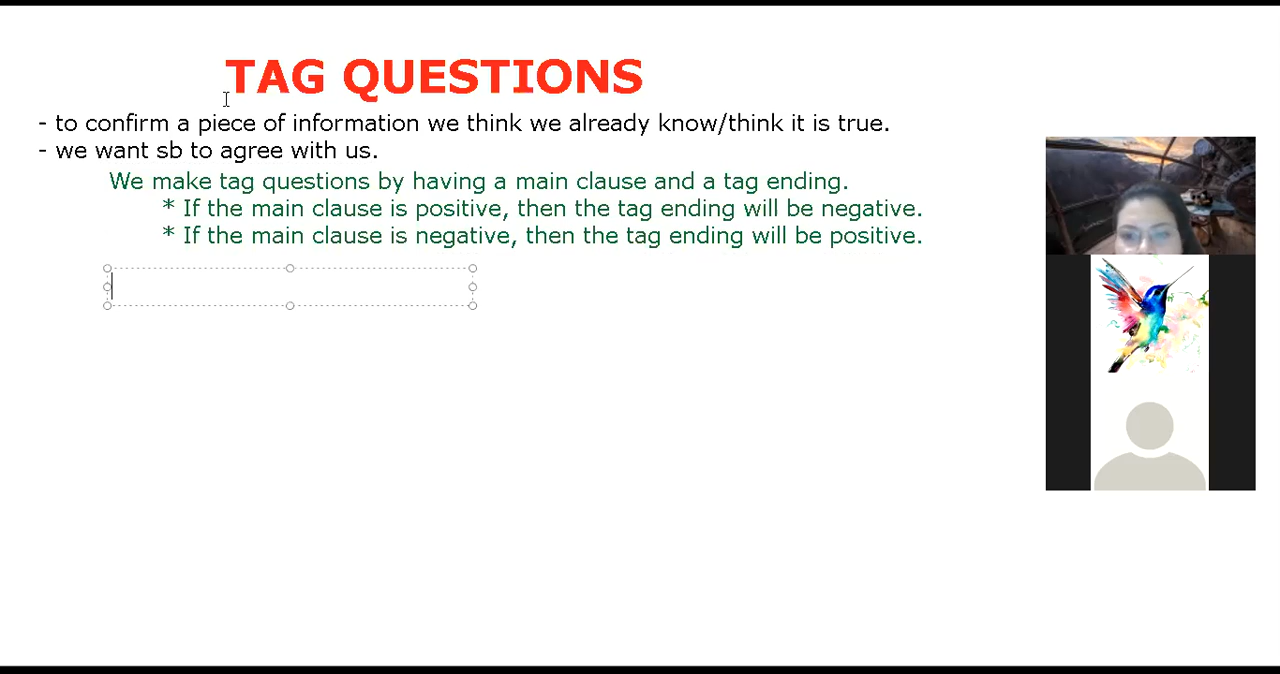 TAG QUESTIONS
- to confirm a piece of information we think we already know/think it is true.
- we want sb to agree with us.
We make tag questions by having a main clause and a tag ending.
* If the main clause is positive, then the tag ending will be negative.
* If the main clause is negative, then the tag ending will be positive.